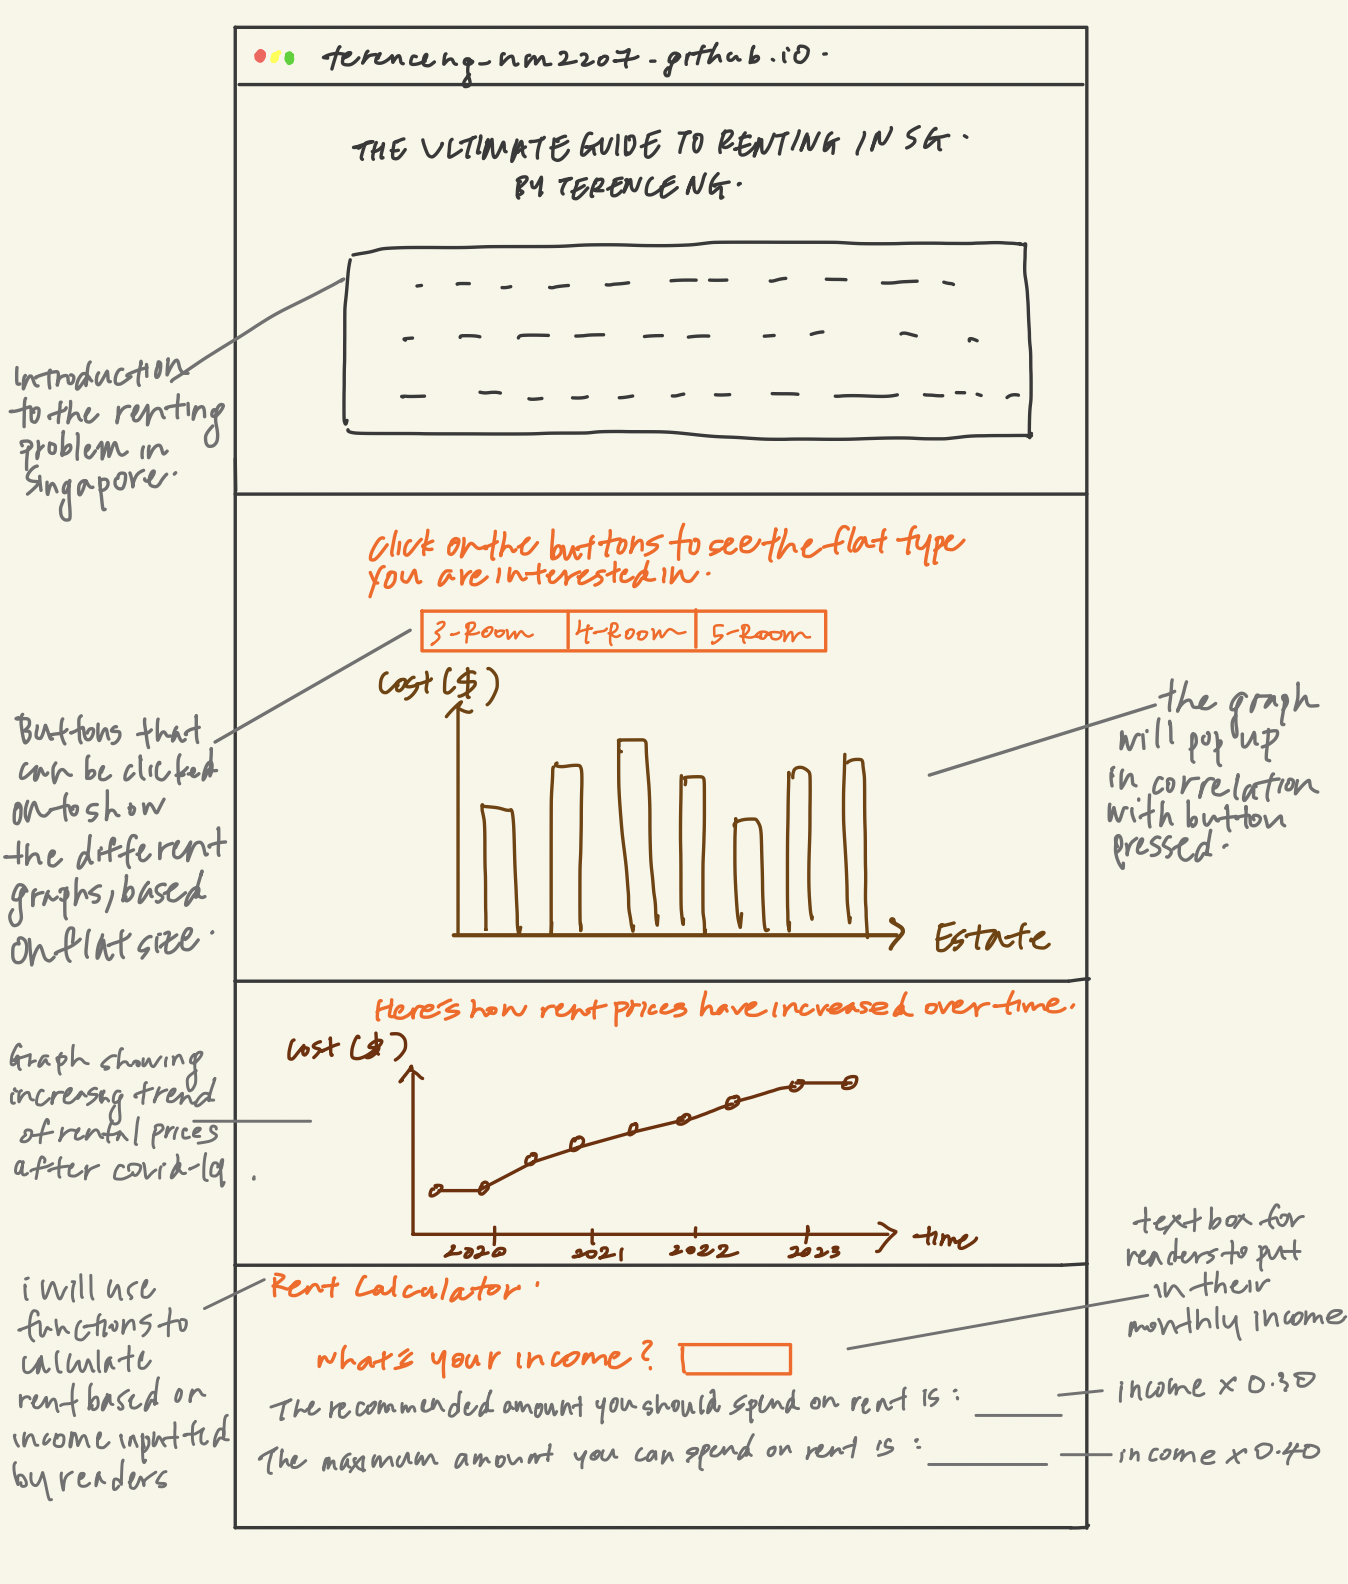 terenceng-nm2207-github.io.
THE ULTIMATE GUIDE TO RENTING IN SG.
BY TERENCE NG.
Introduction
to the renting
problem in
Singapore.
Click on the buttons to see the flat type
you are interested in.
3-Room 4-Room 5-Room
Cost ($)
Estate
Buttons that
can be clicked
on to show
the different
graphs, based
on flat size.
the graph
will pop up
in correlation
with button
pressed.
Here's how rent prices have increased over time.
Cost ($)
2020 2021 2022 2023
time
Graph showing
increasing trend
of rental prices
after covid-19.
Rent Calculator.
i will use
functions to
calculate
rent based on
income inputted
by readers
what's your income?
text box for
readers to put
in their
monthly income
The recommended amount you should spend on rent is:
income x 0.30
The maximum amount you can spend on rent is:
income x 0.40